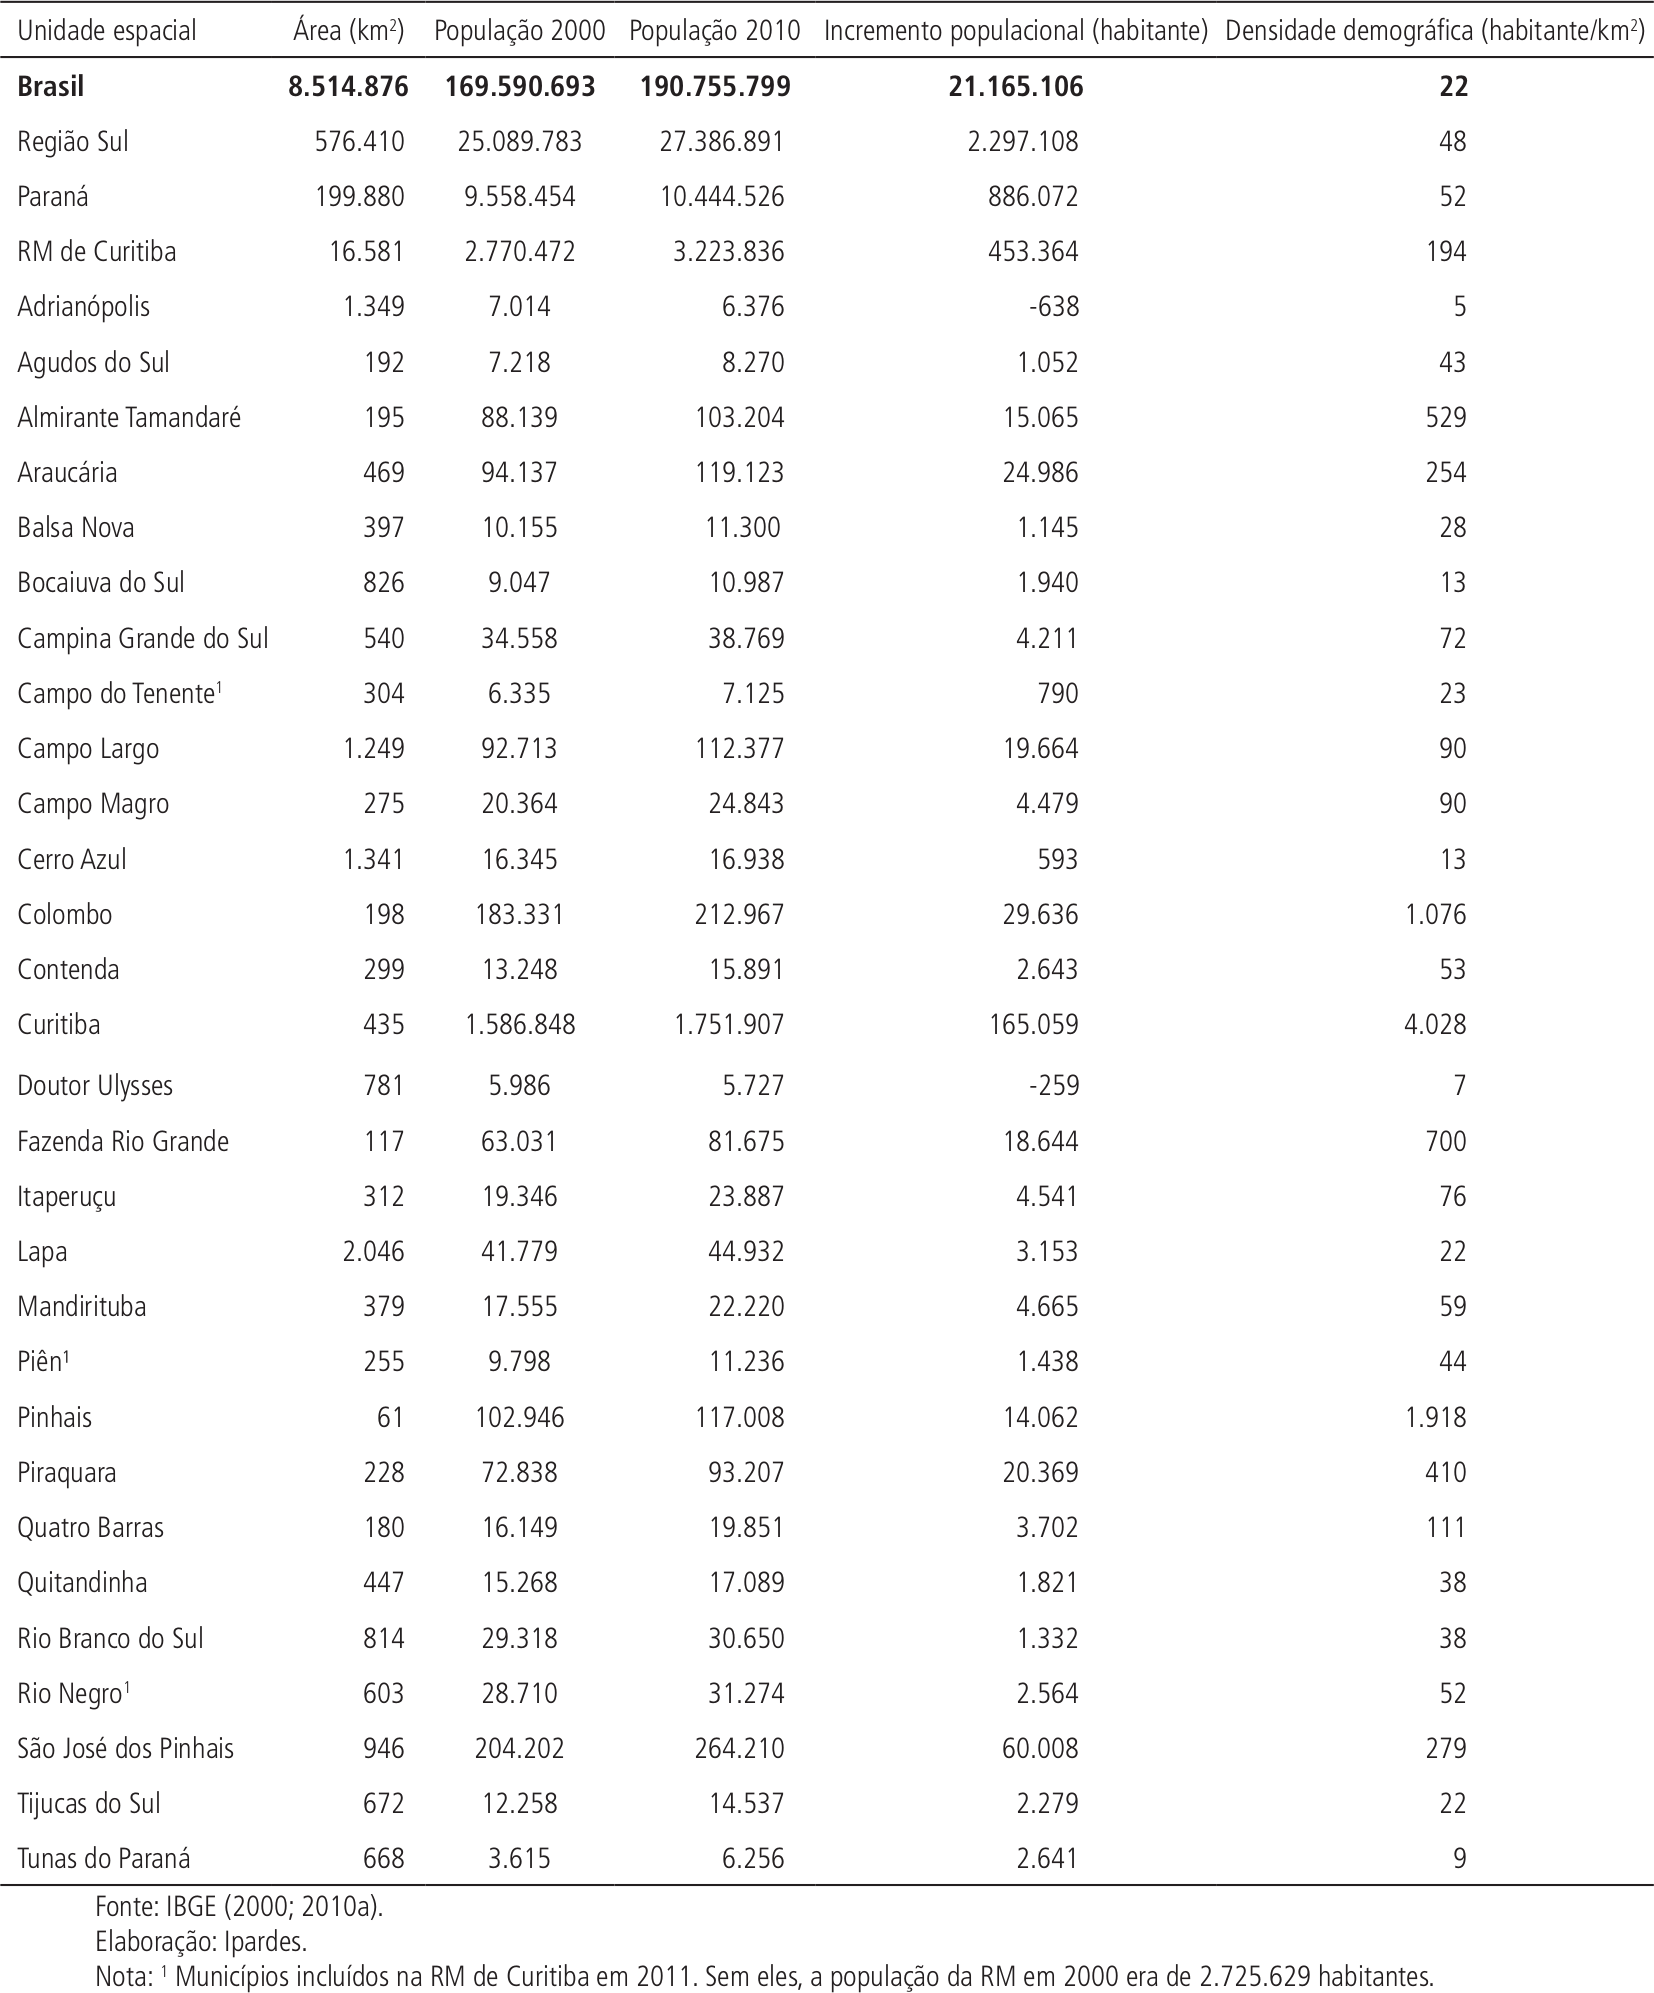 Unidade espacial Área (km²) População 2000 População 2010 Incremento populacional (habitante) Densidade demográfica (habitante/km²)
Brasil 8.514.876 169.590.693 190.755.799 21.165.106 22
Região Sul 576.410 25.089.783 27.386.891 2.297.108 48
Paraná 199.880 9.558.454 10.444.526 886.072 52
RM de Curitiba 16.581 2.770.472 3.223.836 453.364 194
Adrianópolis 1.349 7.014 6.376 -638 5
Agudos do Sul 192 7.218 8.270 1.052 43
Almirante Tamandaré 195 88.139 103.204 15.065 529
Araucária 469 94.137 119.123 24.986 254
Balsa Nova 397 10.155 11.300 1.145 28
Bocaiuva do Sul 826 9.047 10.987 1.940 13
Campina Grande do Sul 540 34.558 38.769 4.211 72
Campo do Tenente¹ 304 6.335 7.125 790 23
Campo Largo 1.249 92.713 112.377 19.664 90
Campo Magro 275 20.364 24.843 4.479 90
Cerro Azul 1.341 16.345 16.938 593 13
Colombo 198 183.331 212.967 29.636 1.076
Contenda 299 13.248 15.891 2.643 53
Curitiba 435 1.586.848 1.751.907 165.059 4.028
Doutor Ulysses 781 5.986 5.727 -259 7
Fazenda Rio Grande 117 63.031 81.675 18.644 700
Itaperuçu 312 19.346 23.887 4.541 76
Lapa 2.046 41.779 44.932 3.153 22
Mandirituba 379 17.555 22.220 4.665 59
Piên¹ 255 9.798 11.236 1.438 44
Pinhais 61 102.946 117.008 14.062 1.918
Piraquara 228 72.838 93.207 20.369 410
Quatro Barras 180 16.149 19.851 3.702 111
Quitandinha 447 15.268 17.089 1.821 38
Rio Branco do Sul 814 29.318 30.650 1.332 38
Rio Negro¹ 603 28.710 31.274 2.564 52
São José dos Pinhais 946 204.202 264.210 60.008 279
Tijucas do Sul 672 12.258 14.537 2.279 22
Tunas do Paraná 668 3.615 6.256 2.641 9
Fonte: IBGE (2000; 2010a).
Elaboração: Ipardes.
Nota: ¹ Municípios incluídos na RM de Curitiba em 2011. Sem eles, a população da RM em 2000 era de 2.725.629 habitantes.